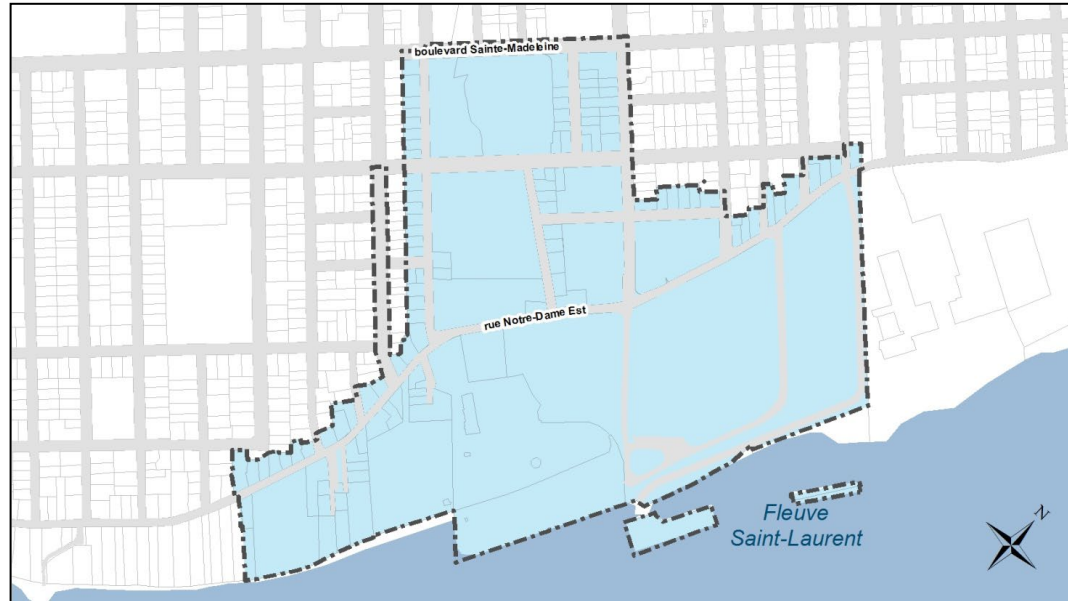 boulevard Sainte-Madeleine
rue Notre-Dame Est
Fleuve
Saint-Laurent
N